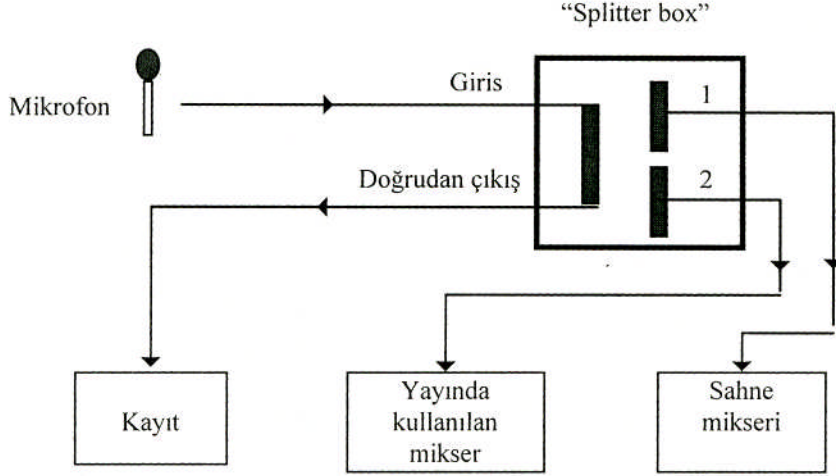 “Splitter box”
Mikrofon
Giris
1
Doğrudan çıkış
2
Kayıt
Yayında
kullanılan
mikser
Sahne
mikseri